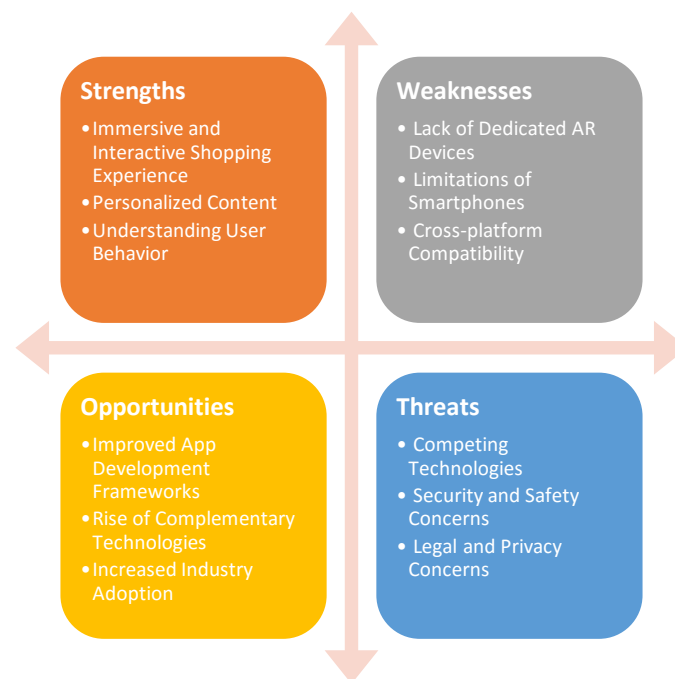 Strengths
•Immersive and
Interactive Shopping
Experience
•Personalized Content
•Understanding User
Behavior
Weaknesses
• Lack of Dedicated AR
Devices
• Limitations of
Smartphones
• Cross-platform
Compatibility
Opportunities
•Improved App
Development
Frameworks
•Rise of Complementary
Technologies
•Increased Industry
Adoption
Threats
• Competing
Technologies
• Security and Safety
Concerns
• Legal and Privacy
Concerns